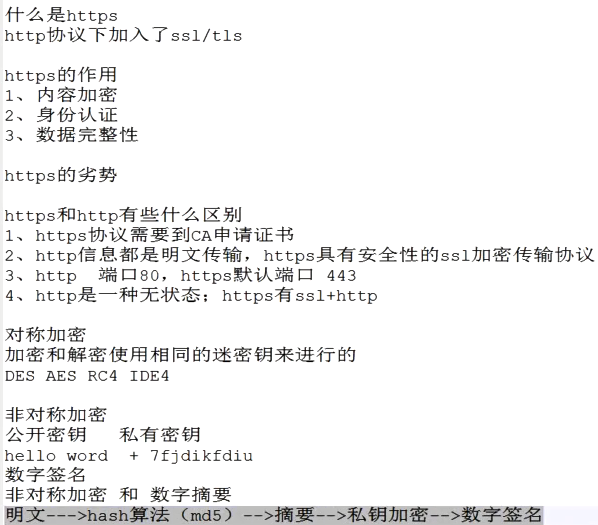 什么是https
http协议下加入了ssl/tls
https的作用
1、内容加密
2、身份认证
3、数据完整性
https的劣势
https和http有些什么区别
1、https协议需要到CA申请证书
2、http信息都是明文传输，https具有安全性的ssl加密传输协议
3、http  端口80，https默认端口 443
4、http是一种无状态；https有ssl+http
对称加密
加密和解密使用相同的迷密钥来进行的
DES AES RC4 IDE4
非对称加密
公开密钥   私有密钥
hello word  + 7fjdikfdiu
数字签名
非对称加密 和 数字摘要
明文--->hash算法（md5）-->摘要-->私钥加密-->数字签名